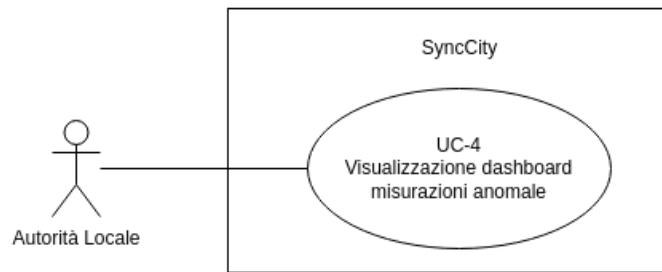 SyncCity
UC-4
Visualizzazione dashboard
misurazioni anomale
Autorità Locale